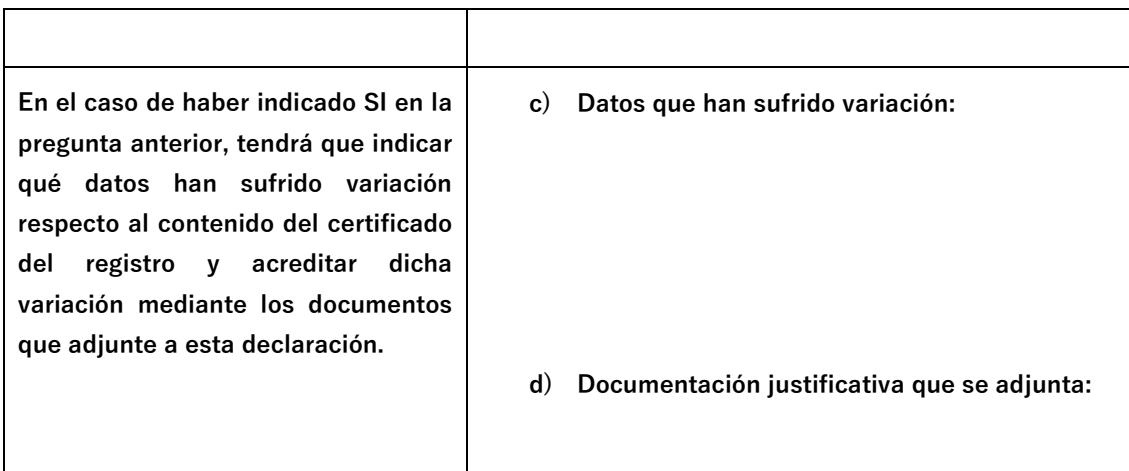 En el caso de haber indicado SI en la
pregunta anterior, tendrá que indicar
qué datos han sufrido variación
respecto al contenido del certificado
del registro y acreditar dicha
variación mediante los documentos
que adjunte a esta declaración.
c) Datos que han sufrido variación:
d) Documentación justificativa que se adjunta: